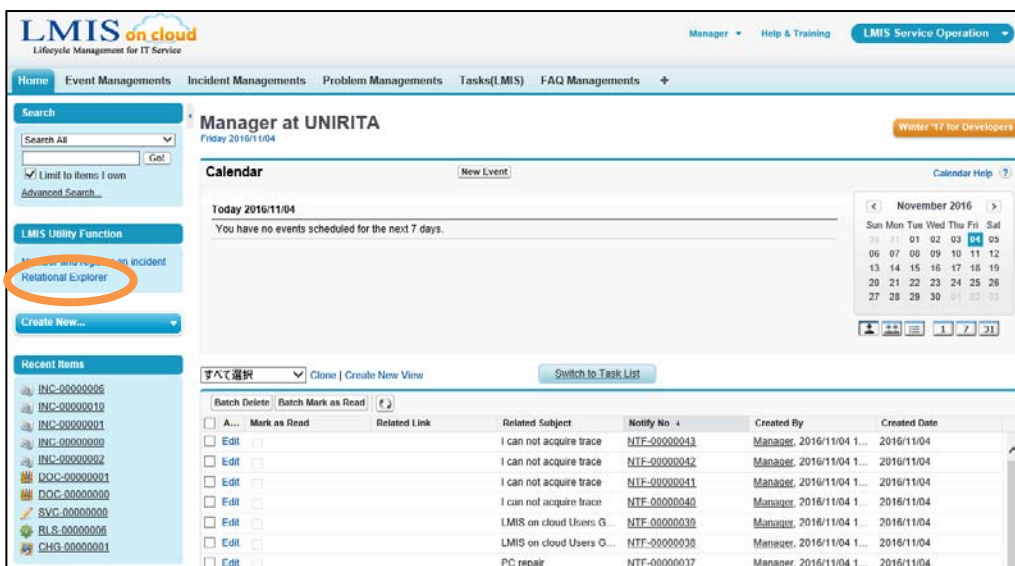 LMIS on cloud
Lifecycle Management for IT Service
Manager Help & Training LMIS Service Operation
Home Event Managements Incident Managements Problem Managements Tasks(LMIS) FAQ Managements +
Search
Search All
Go!
Limit to items I own
Advanced Search...
Manager at UNIRITA
Friday 2016/11/04
Winter '17 for Developers
Calendar New Event Calendar Help ?
Today 2016/11/04
You have no events scheduled for the next 7 days.
< November 2016 >
Sun Mon Tue Wed Thu Fri Sat
30 31 01 02 03 04 05
06 07 08 09 10 11 12
13 14 15 16 17 18 19
20 21 22 23 24 25 26
27 28 29 30 01 02 03
1 7 31
LMIS Utility Function
an incident
Relational Explorer
Create New...
Recent Items
INC-00000006
INC-00000010
INC-00000001
INC-00000000
INC-00000002
DOC-00000001
DOC-00000000
SVC-00000000
RLS-00000006
CHG-00000001
すべて選択 Clone | Create New View Switch to Task List
Batch Delete Batch Mark as Read
A... Mark as Read Related Link Related Subject Notify No Created By Created Date
Edit I can not acquire trace NTF-00000043 Manager, 2016/11/04 1... 2016/11/04
Edit I can not acquire trace NTF-00000042 Manager, 2016/11/04 1... 2016/11/04
Edit I can not acquire trace NTF-00000041 Manager, 2016/11/04 1... 2016/11/04
Edit I can not acquire trace NTF-00000040 Manager, 2016/11/04 1... 2016/11/04
Edit LMIS on cloud Users G... NTF-00000039 Manager, 2016/11/04 1... 2016/11/04
Edit LMIS on cloud Users G... NTF-00000038 Manager, 2016/11/04 1... 2016/11/04
Edit PC repair NTF-00000037 Manager, 2016/11/04 1... 2016/11/04